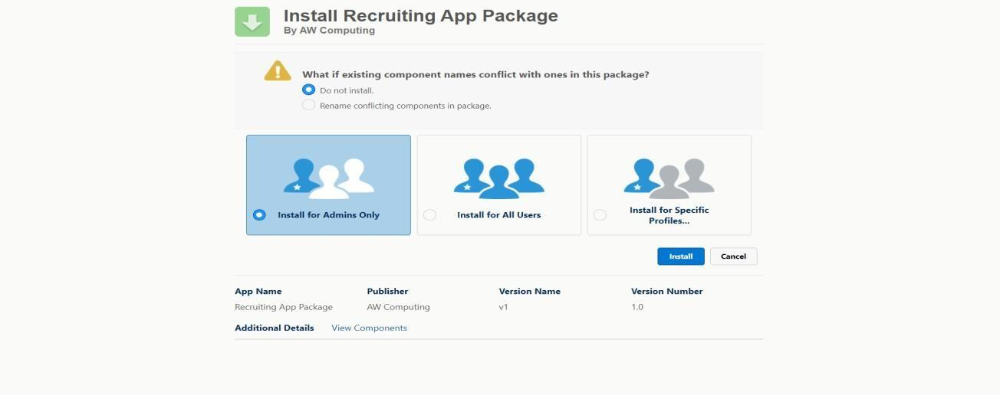 Install Recruiting App Package
By AW Computing
What if existing component names conflict with ones in this package?
Do not install.
Rename conflicting components in package.
Install for Admins Only
Install for All Users
Install for Specific
Profiles...
Install Cancel
App Name Publisher Version Name Version Number
Recruiting App Package AW Computing v1 1.0
Additional Details View Components